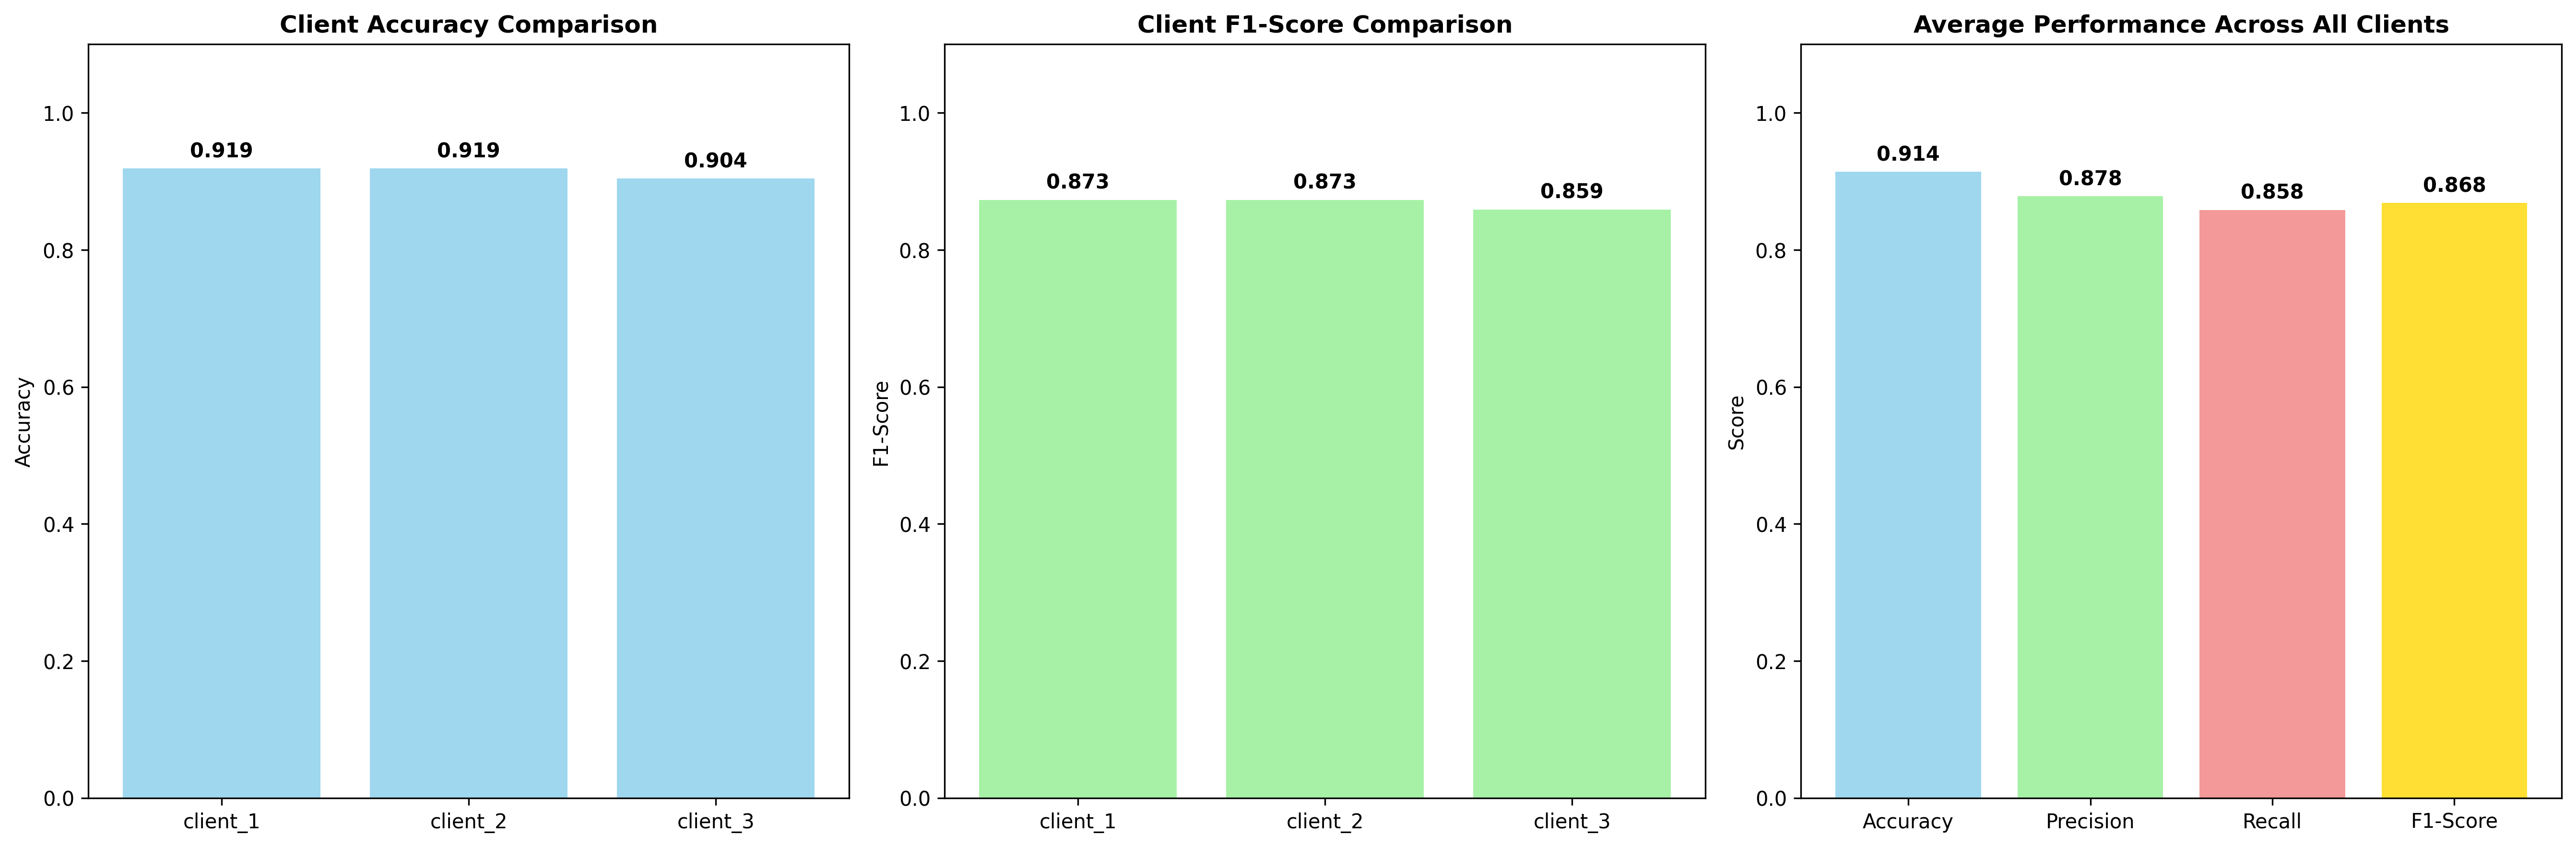 Client Accuracy Comparison
Accuracy
1.0
0.8
0.6
0.4
0.2
0.0
0.919
0.919
0.904
client_1
client_2
client_3
Client F1-Score Comparison
F1-Score
1.0
0.8
0.6
0.4
0.2
0.0
0.873
0.873
0.859
client_1
client_2
client_3
Average Performance Across All Clients
Score
1.0
0.8
0.6
0.4
0.2
0.0
0.914
0.878
0.858
0.868
Accuracy
Precision
Recall
F1-Score